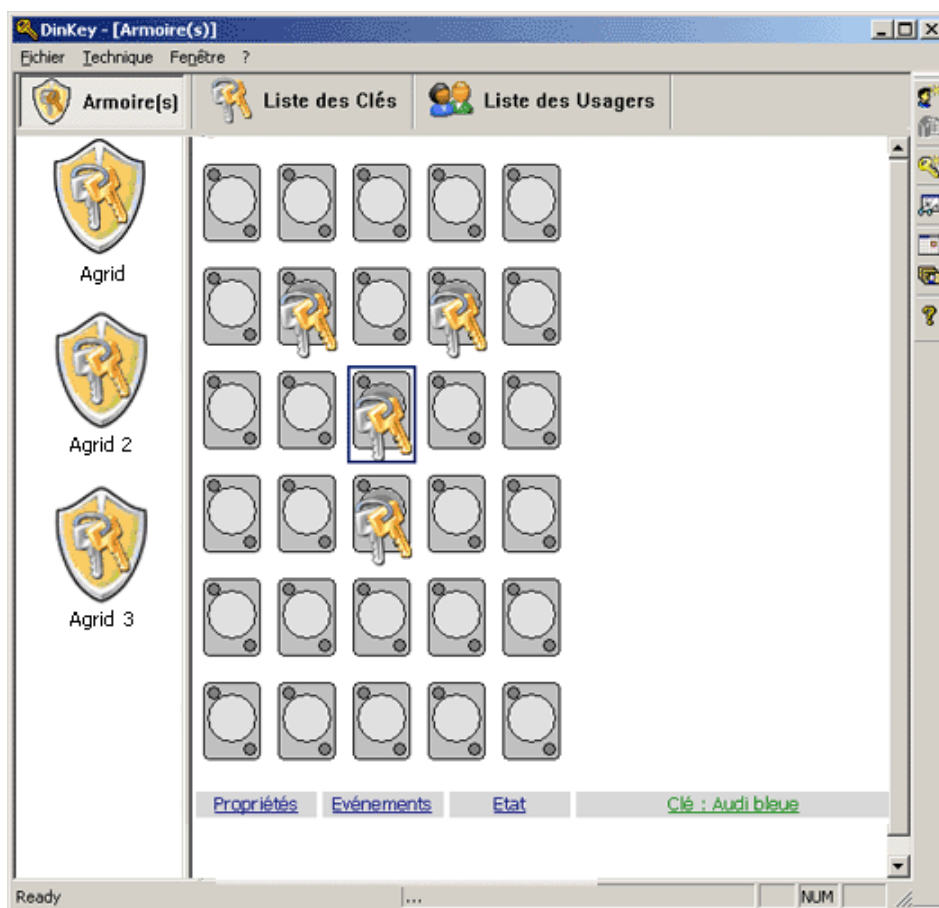 DinKey - [Armoire(s)]
Fichier Technique Fenêtre ?
Armoire(s) Liste des Clés Liste des Usagers
Agrid
Agrid 2
Agrid 3
Propriétés Evénements Etat Clé : Audi bleue
Ready ... NUM